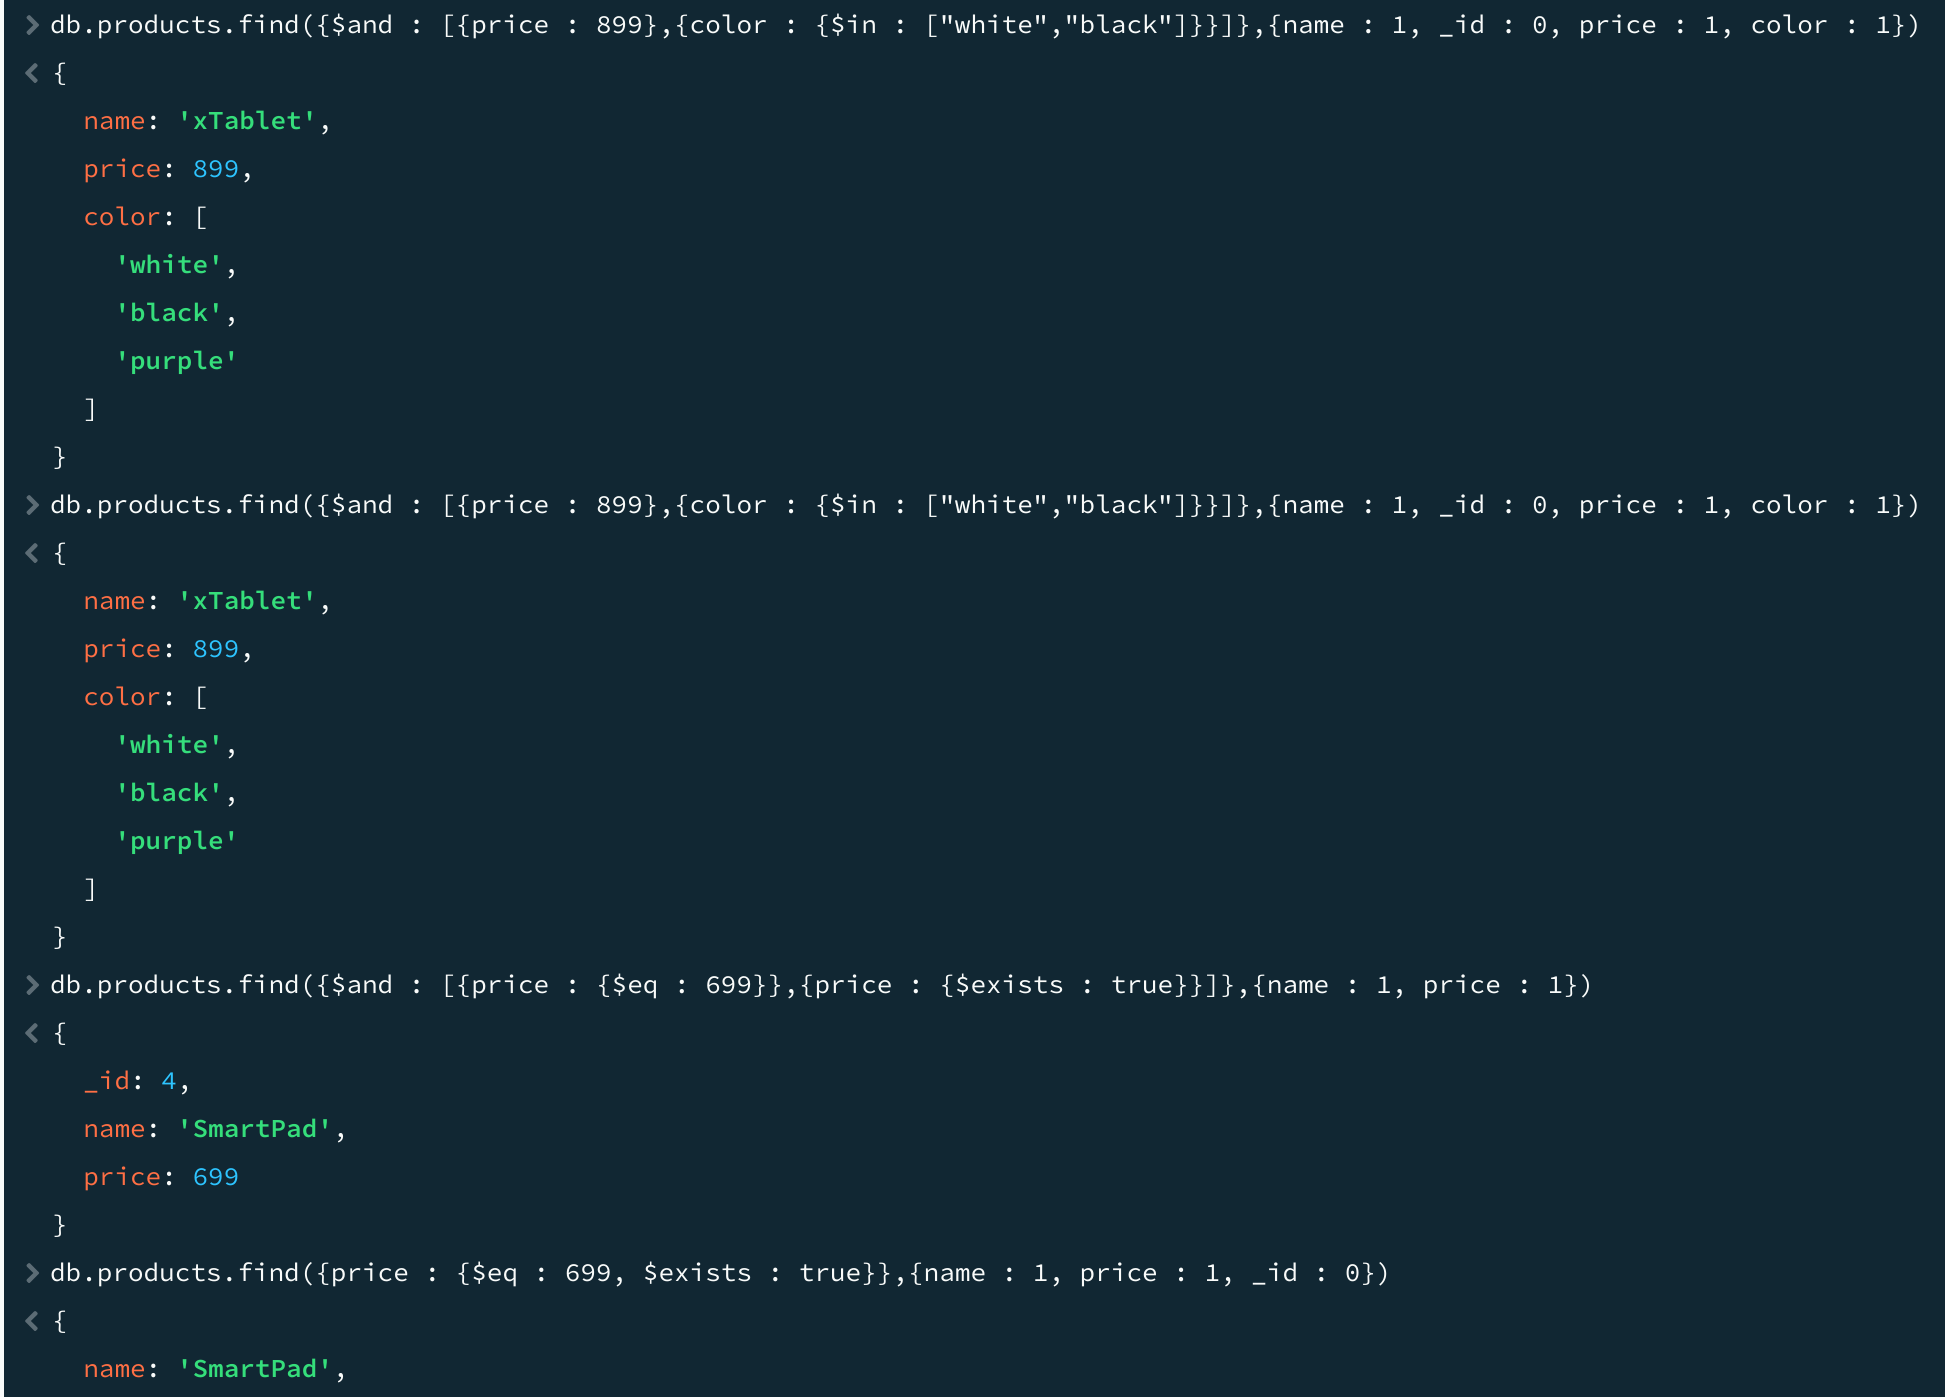 > db.products.find({$and : [{price : 899},{color : {$in : ["white","black"]}}]},{name : 1, _id : 0, price : 1, color : 1})
< {
name: 'xTablet',
price: 899,
color: [
'white',
'black',
'purple'
]
}
> db.products.find({$and : [{price : 899},{color : {$in : ["white","black"]}}]},{name : 1, _id : 0, price : 1, color : 1})
< {
name: 'xTablet',
price: 899,
color: [
'white',
'black',
'purple'
]
}
> db.products.find({$and : [{price : {$eq : 699}},{price : {$exists : true}}]},{name : 1, price : 1})
< {
_id: 4,
name: 'SmartPad',
price: 699
}
> db.products.find({price : {$eq : 699, $exists : true}},{name : 1, price : 1, _id : 0})
< {
name: 'SmartPad',